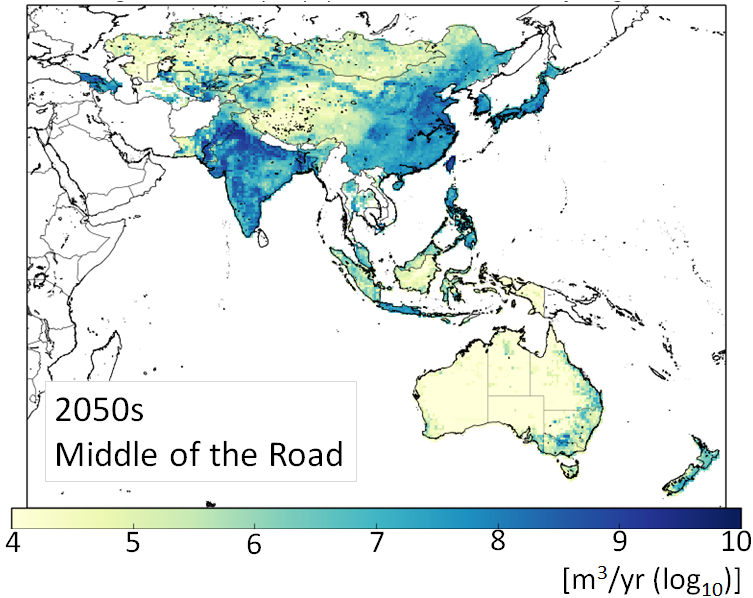 2050s
Middle of the Road
4 5 6 7 8 9 10
[m³/yr (log₁₀)]